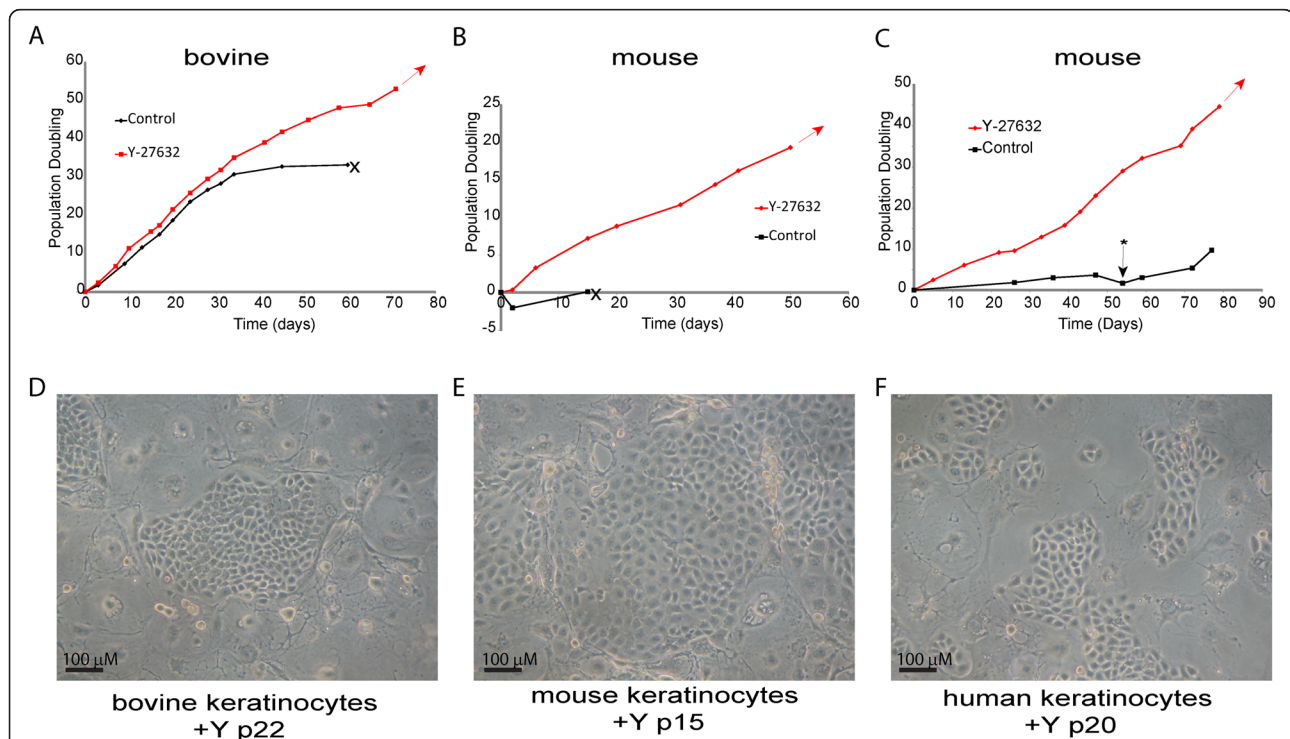 A
bovine
Population Doubling
60
50
40
30
20
10
0
Control
Y-27632
X
0 10 20 30 40 50 60 70 80
Time (days)
B
mouse
Population Doubling
25
20
15
10
5
0
-5
Y-27632
Control
X
0 10 20 30 40 50 60
Time (days)
C
mouse
Population Doubling
50
40
30
20
10
0
Y-27632
Control
*
0 10 20 30 40 50 60 70 80 90
Time (Days)
D
100 µM
bovine keratinocytes
+Y p22
E
100 µM
mouse keratinocytes
+Y p15
F
100 µM
human keratinocytes
+Y p20